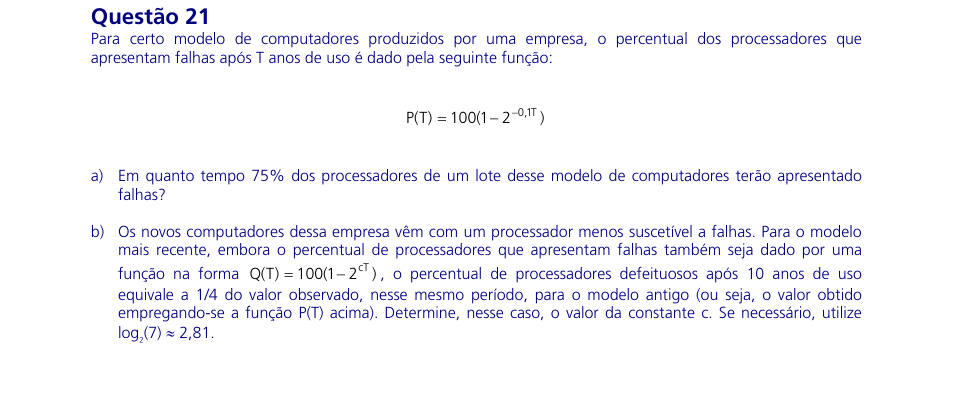 Questão 21
Para certo modelo de computadores produzidos por uma empresa, o percentual dos processadores que
apresentam falhas após T anos de uso é dado pela seguinte função:
P(T) = 100(1 – 2^{–0,1T})
a) Em quanto tempo 75% dos processadores de um lote desse modelo de computadores terão apresentado
falhas?
b) Os novos computadores dessa empresa vêm com um processador menos suscetível a falhas. Para o modelo
mais recente, embora o percentual de processadores que apresentam falhas também seja dado por uma
função na forma Q(T) = 100(1 – 2^{cT}), o percentual de processadores defeituosos após 10 anos de uso
equivale a 1/4 do valor observado, nesse mesmo período, para o modelo antigo (ou seja, o valor obtido
empregando-se a função P(T) acima). Determine, nesse caso, o valor da constante c. Se necessário, utilize
log₂(7) ≈ 2,81.